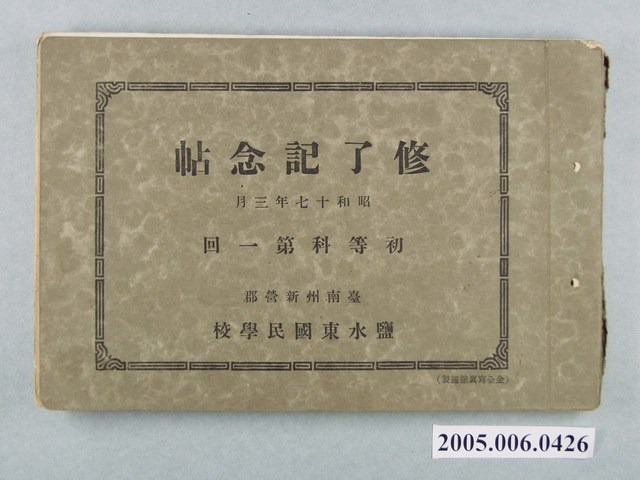 修了記念帖
昭和十七年三月
初等科第一回
臺南州新營郡
鹽水東國民學校
2005.006.0426